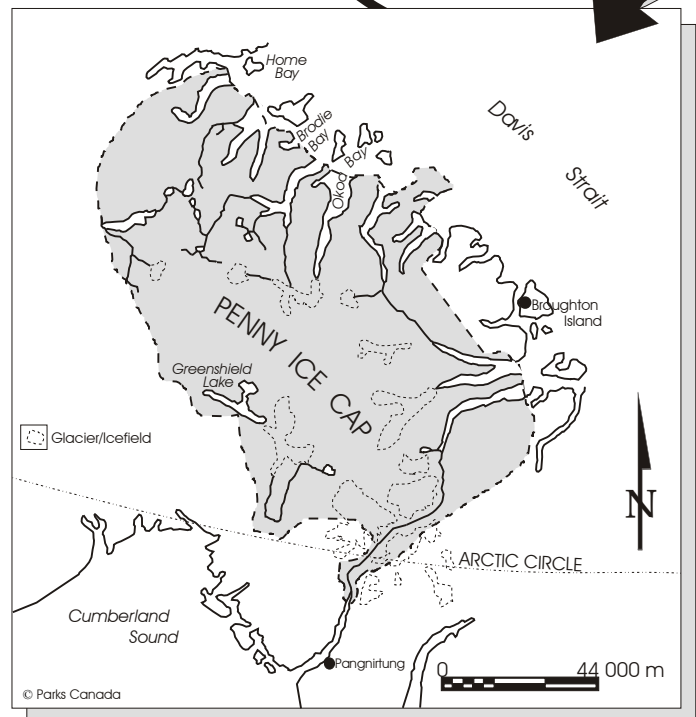 Home
Bay
Brodie
Bay
Okoa
Bay
Davis
Strait
Broughton
Island
PENNY ICE CAP
Greenshield
Lake
Glacier/Icefield
N
ARCTIC CIRCLE
Cumberland
Sound
Pangnirtung
0 44 000 m
© Parks Canada